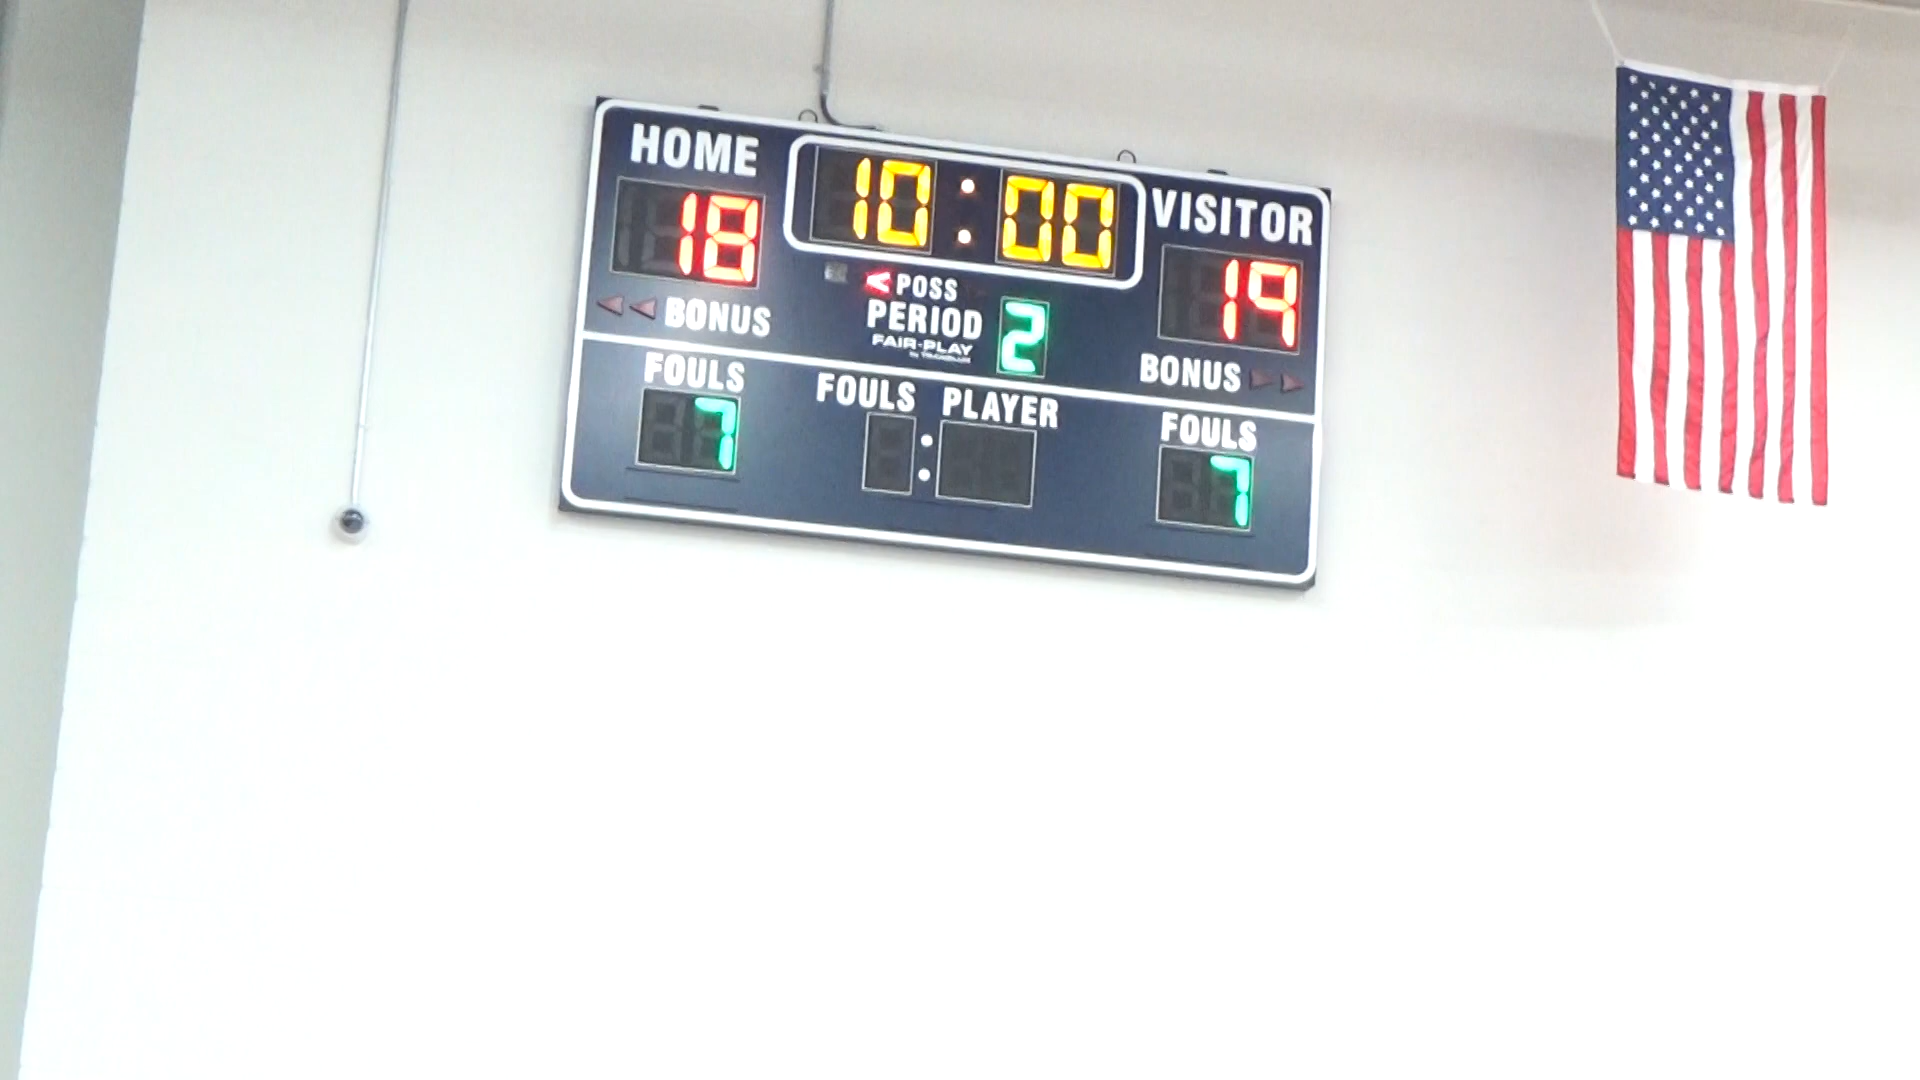 HOME
10:00
VISITOR
18
19
< POSS
BONUS
PERIOD 2
BONUS
FAIR-PLAY
FOULS
FOULS PLAYER
FOULS
7
:
7